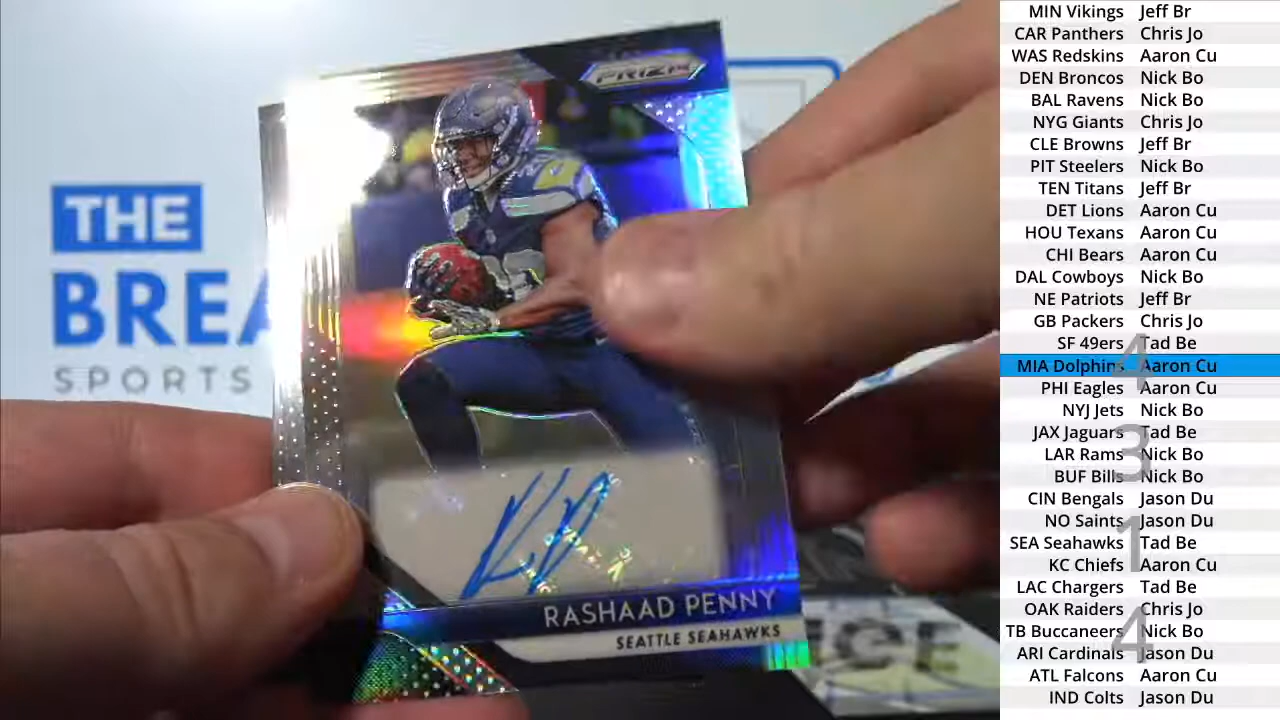 THE
BREA
SPORTS
PRIZM
RASHAAD PENNY
SEATTLE SEAHAWKS
ICE
MIN Vikings Jeff Br
CAR Panthers Chris Jo
WAS Redskins Aaron Cu
DEN Broncos Nick Bo
BAL Ravens Nick Bo
NYG Giants Chris Jo
CLE Browns Jeff Br
PIT Steelers Nick Bo
TEN Titans Jeff Br
DET Lions Aaron Cu
HOU Texans Aaron Cu
CHI Bears Aaron Cu
DAL Cowboys Nick Bo
NE Patriots Jeff Br
GB Packers Chris Jo
SF 49ers Tad Be
MIA Dolphins Aaron Cu
PHI Eagles Aaron Cu
NYJ Jets Nick Bo
JAX Jaguars Tad Be
LAR Rams Nick Bo
BUF Bills Nick Bo
CIN Bengals Jason Du
NO Saints Jason Du
SEA Seahawks Tad Be
KC Chiefs Aaron Cu
LAC Chargers Tad Be
OAK Raiders Chris Jo
TB Buccaneers Nick Bo
ARI Cardinals Jason Du
ATL Falcons Aaron Cu
IND Colts Jason Du
4
3
1
4